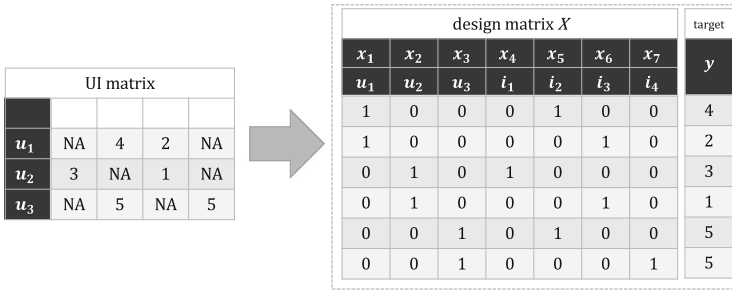 UI matrix
u₁ NA 4 2 NA
u₂ 3 NA 1 NA
u₃ NA 5 NA 5
design matrix X
x₁ x₂ x₃ x₄ x₅ x₆ x₇
u₁ u₂ u₃ i₁ i₂ i₃ i₄
1 0 0 0 1 0 0
1 0 0 0 0 1 0
0 1 0 1 0 0 0
0 1 0 0 0 1 0
0 0 1 0 1 0 0
0 0 1 0 0 0 1
target
y
4
2
3
1
5
5